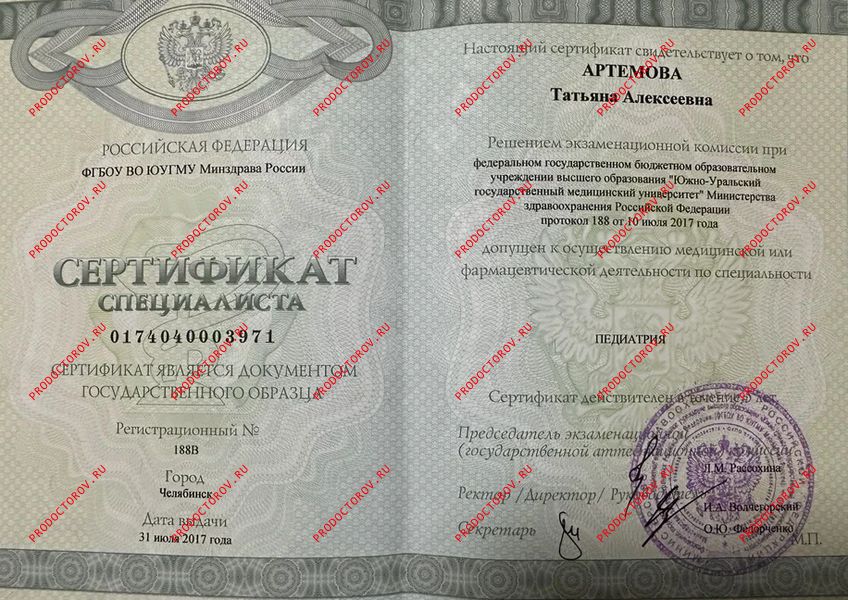 РОССИЙСКАЯ ФЕДЕРАЦИЯ
ФГБОУ ВО ЮУГМУ Минздрава России
СЕРТИФИКАТ
СПЕЦИАЛИСТА
0174040003971
СЕРТИФИКАТ ЯВЛЯЕТСЯ ДОКУМЕНТОМ
ГОСУДАРСТВЕННОГО ОБРАЗЦА
Регистрационный №
188В
Город
Челябинск
Дата выдачи
31 июля 2017 года
Настоящий сертификат свидетельствует о том, что
АРТЕМОВА
Татьяна Алексеевна
Решением экзаменационной комиссии при
федеральном государственном бюджетном образовательном
учреждении высшего образования "Южно-Уральский
государственный медицинский университет" Министерства
здравоохранения Российской Федерации
протокол 188 от 10 июля 2017 года
допущен к осуществлению медицинской или
фармацевтической деятельности по специальности
ПЕДИАТРИЯ
Сертификат действителен в течение 5 лет
Председатель экзаменационной
(государственной аттестационной) комиссии
Л.М. Рассохина
Ректор /Директор/ Руководитель
И.А. Волчегорский
Секретарь
О.Ю. Федорченко
М.П.
PRODOCTOROV.RU